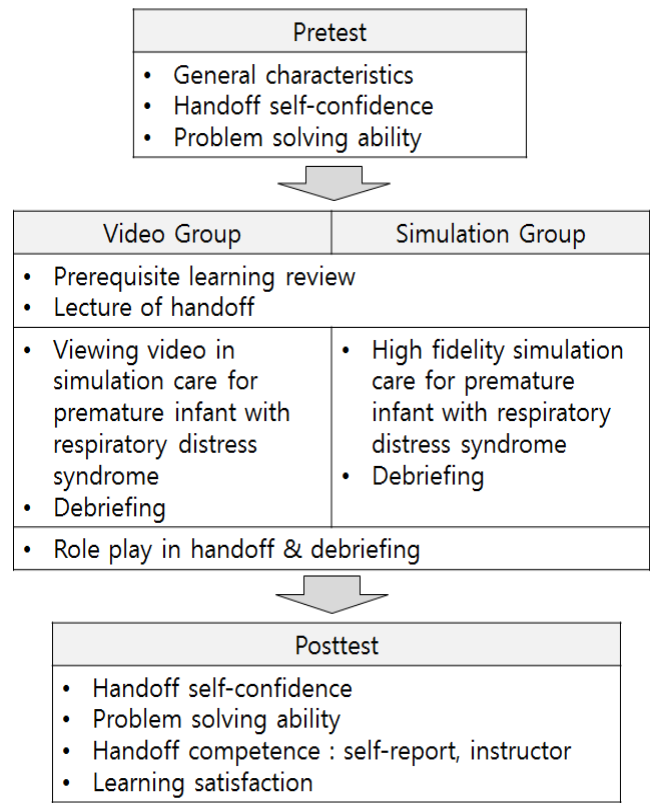 Pretest
• General characteristics
• Handoff self-confidence
• Problem solving ability
Video Group
Simulation Group
• Prerequisite learning review
• Lecture of handoff
• Viewing video in
simulation care for
premature infant with
respiratory distress
syndrome
• Debriefing
• High fidelity simulation
care for premature
infant with respiratory
distress syndrome
• Debriefing
• Role play in handoff & debriefing
Posttest
• Handoff self-confidence
• Problem solving ability
• Handoff competence : self-report, instructor
• Learning satisfaction